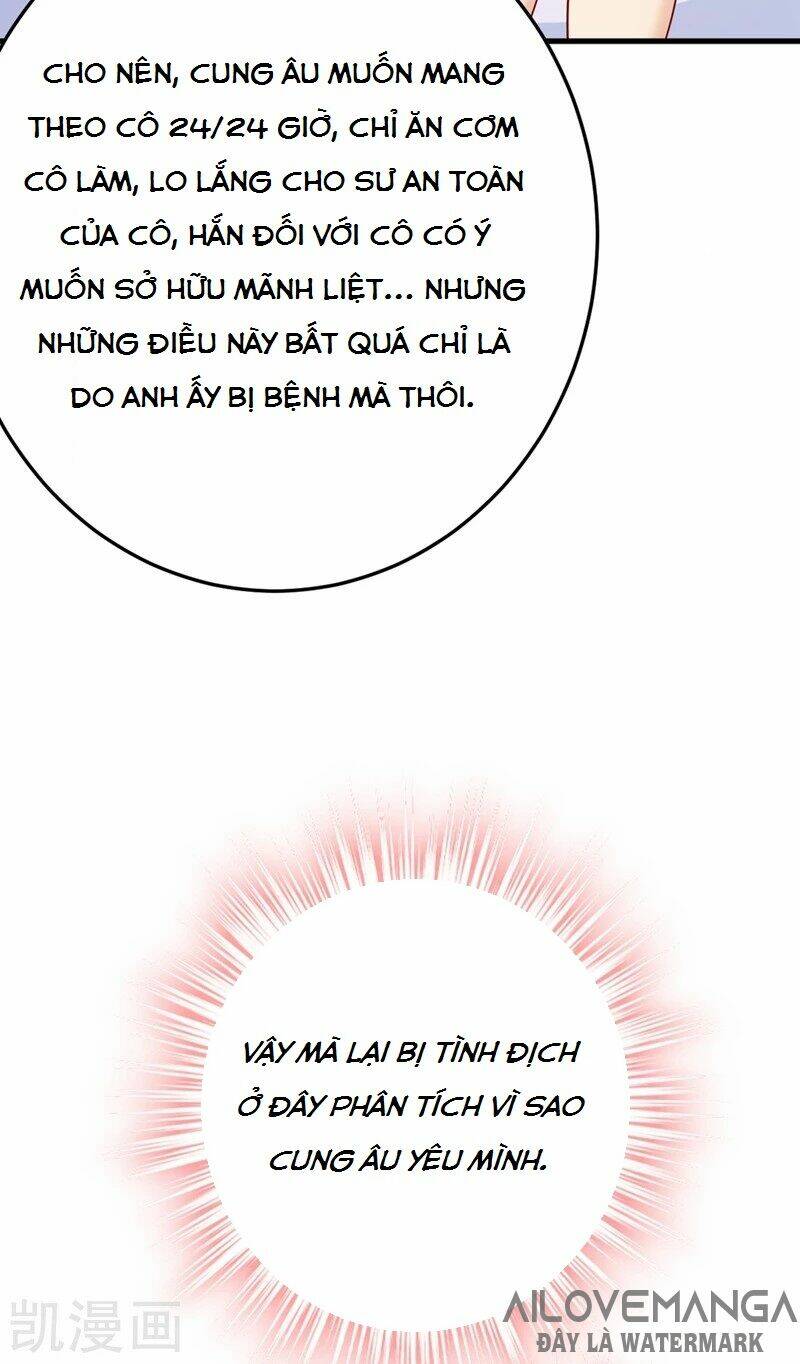 CHO NÊN, CUNG ÂU MUỐN MANG
THEO CÔ 24/24 GIỜ, CHỈ ĂN CƠM
CÔ LÀM, LO LẮNG CHO SƯ AN TOÀN
CỦA CÔ, HẮN ĐỐI VỚI CÔ CÓ Ý
MUỐN SỞ HỮU MÃNH LIỆT... NHƯNG
NHỮNG ĐIỀU NÀY BẤT QUÁ CHỈ LÀ
DO ANH ẤY BỊ BỆNH MÀ THÔI.
VẬY MÃ LẠI BỊ TÌNH ĐỊCH
Ở ĐÂY PHÂN TÍCH VÌ SAO
CUNG ÂU YÊU MÌNH.
凯漫画
AILOVEMANGA
ĐÂY LÀ WATERMARK